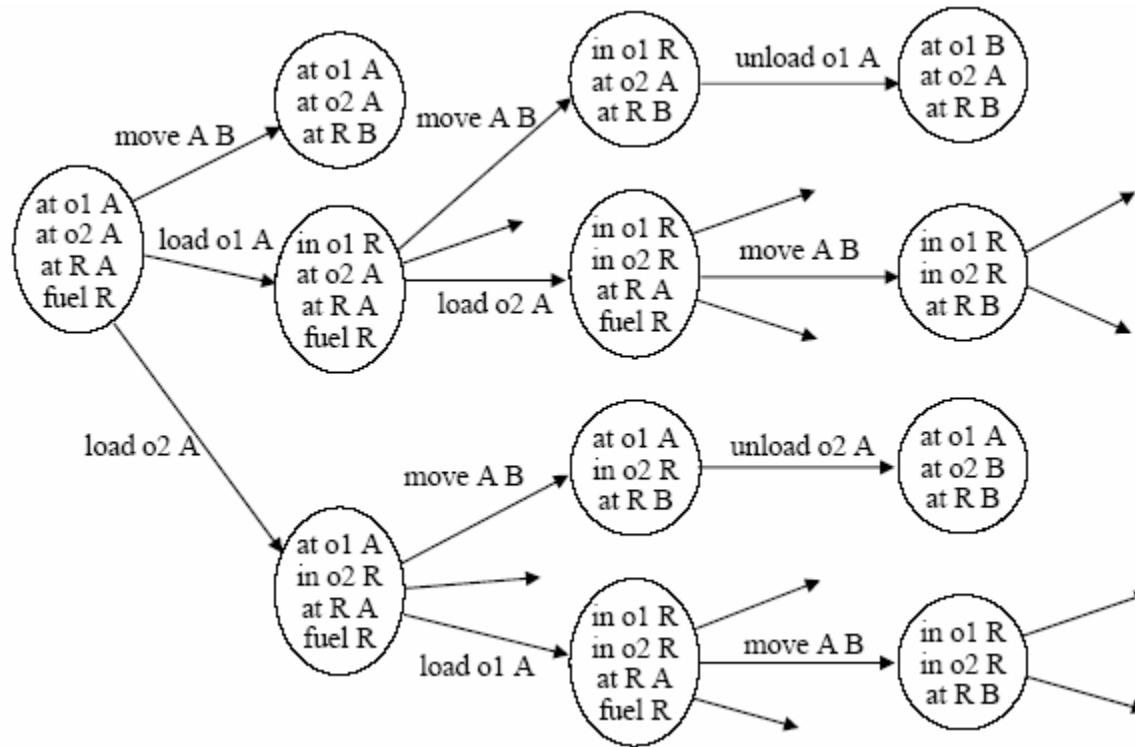 at o1 A
at o2 A
at R A
fuel R
move A B
load o1 A
load o2 A
at o1 A
at o2 A
at R B
in o1 R
at o2 A
at R A
fuel R
move A B
load o2 A
in o1 R
at o2 A
at R B
unload o1 A
at o1 B
at o2 A
at R B
in o1 R
in o2 R
at R A
fuel R
move A B
in o1 R
in o2 R
at R B
at o1 A
in o2 R
at R A
fuel R
move A B
load o1 A
at o1 A
in o2 R
at R B
unload o2 A
at o1 A
at o2 B
at R B
in o1 R
in o2 R
at R A
fuel R
move A B
in o1 R
in o2 R
at R B